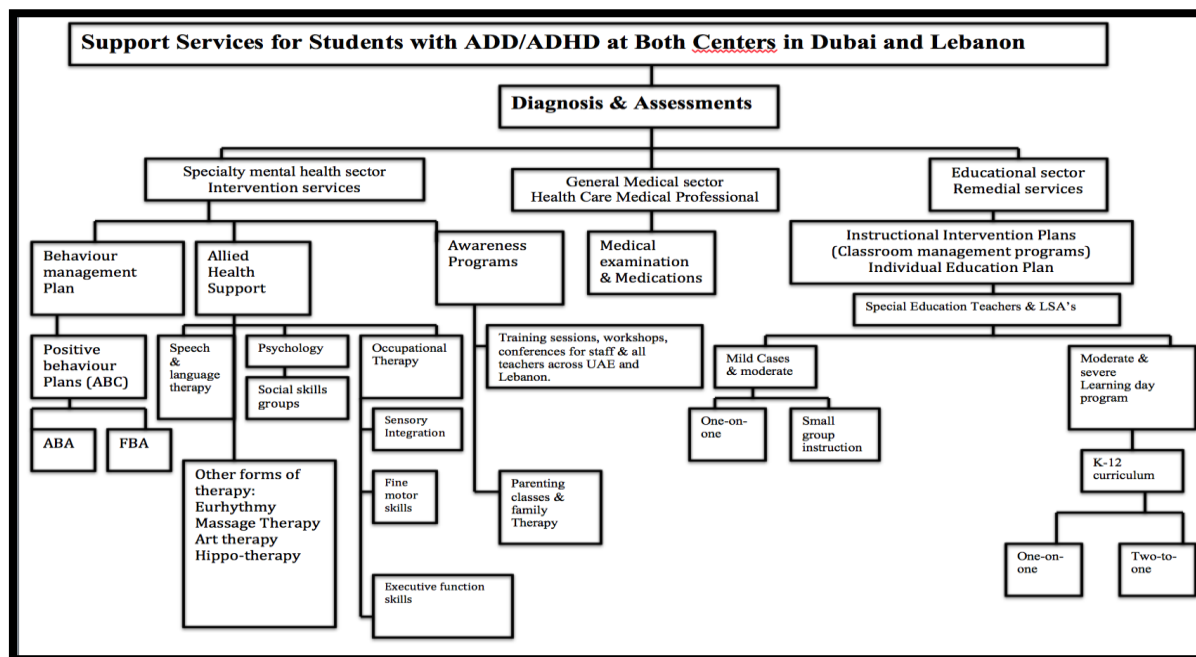 Support Services for Students with ADD/ADHD at Both Centers in Dubai and Lebanon
Diagnosis & Assessments
Specialty mental health sector
Intervention services
General Medical sector
Health Care Medical Professional
Educational sector
Remedial services
Behaviour
management
Plan
Allied
Health
Support
Awareness
Programs
Medical
examination
& Medications
Instructional Intervention Plans
(Classroom management programs)
Individual Education Plan
Special Education Teachers & LSA's
Positive
behaviour
Plans (ABC)
Speech
&
language
therapy
Psychology
Social skills
groups
Occupational
Therapy
Training sessions, workshops,
conferences for staff & all
teachers across UAE and
Lebanon.
Mild Cases
& moderate
Moderate &
severe
Learning day
program
ABA
FBA
Sensory
Integration
One-on-
one
Small
group
instruction
Other forms of
therapy:
Eurhythmy
Massage Therapy
Art therapy
Hippo-therapy
Fine
motor
skills
Parenting
classes &
family
Therapy
K-12
curriculum
Executive function
skills
One-on-
one
Two-to-
one